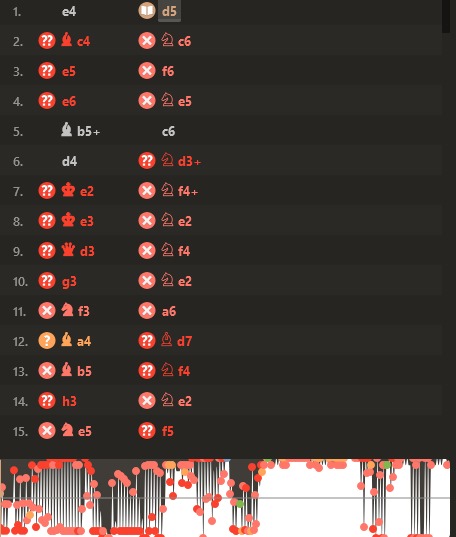 1. e4 d5
2. ?? c4 c6
3. ?? e5 f6
4. ?? e6 e5
5. b5+ c6
6. d4 ?? d3+
7. ?? e2 f4+
8. ?? e3 e2
9. ?? d3 f4
10. ?? g3 e2
11. f3 a6
12. ? a4 ?? d7
13. b5 ?? f4
14. ?? h3 e2
15. e5 ?? f5